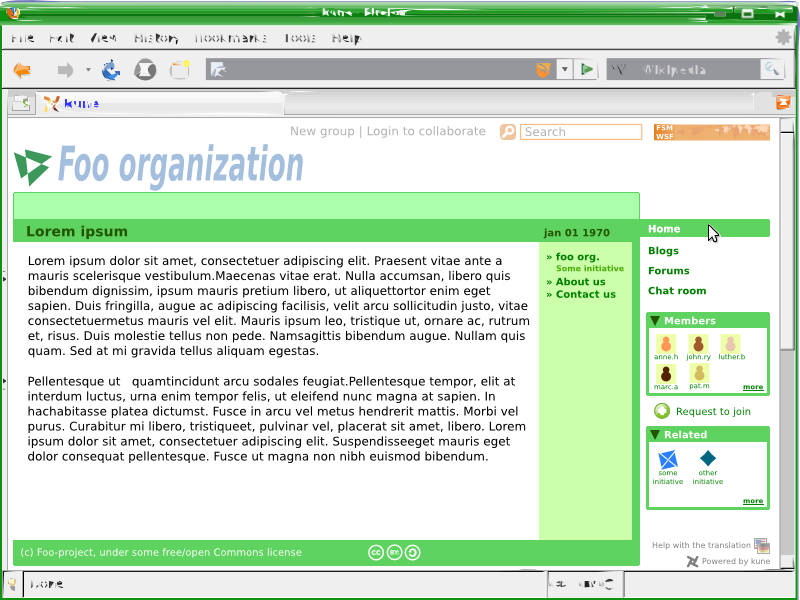 kune - Firefox
File Edit View History Bookmarks Tools Help
Wikipedia
kune
New group | Login to collaborate
Search
FSM
WSF
Foo organization
Lorem ipsum
jan 01 1970
Lorem ipsum dolor sit amet, consectetuer adipiscing elit. Praesent vitae ante a
mauris scelerisque vestibulum.Maecenas vitae erat. Nulla accumsan, libero quis
bibendum dignissim, ipsum mauris pretium libero, ut aliquettortor enim eget
sapien. Duis fringilla, augue ac adipiscing facilisis, velit arcu sollicitudin justo, vitae
consectetuermetus mauris vel elit. Mauris ipsum leo, tristique ut, ornare ac, rutrum
et, risus. Duis molestie tellus non pede. Namsagittis bibendum augue. Nullam quis
quam. Sed at mi gravida tellus aliquam egestas.
Pellentesque ut quamtincidunt arcu sodales feugiat.Pellentesque tempor, elit at
interdum luctus, urna enim tempor felis, ut eleifend nunc magna at sapien. In
hachabitasse platea dictumst. Fusce in arcu vel metus hendrerit mattis. Morbi vel
purus. Curabitur mi libero, tristiqueet, pulvinar vel, placerat sit amet, libero. Lorem
ipsum dolor sit amet, consectetuer adipiscing elit. Suspendisseeget mauris eget
dolor consequat pellentesque. Fusce ut magna non nibh euismod bibendum.
» foo org.
Some initiative
» About us
» Contact us
Home
Blogs
Forums
Chat room
Members
anne.h john.ry luther.b
marc.a pat.m
more
Request to join
Related
some
initiative
other
initiative
more
(c) Foo-project, under some free/open Commons license
CC BY:
Help with the translation
Powered by kune
Done